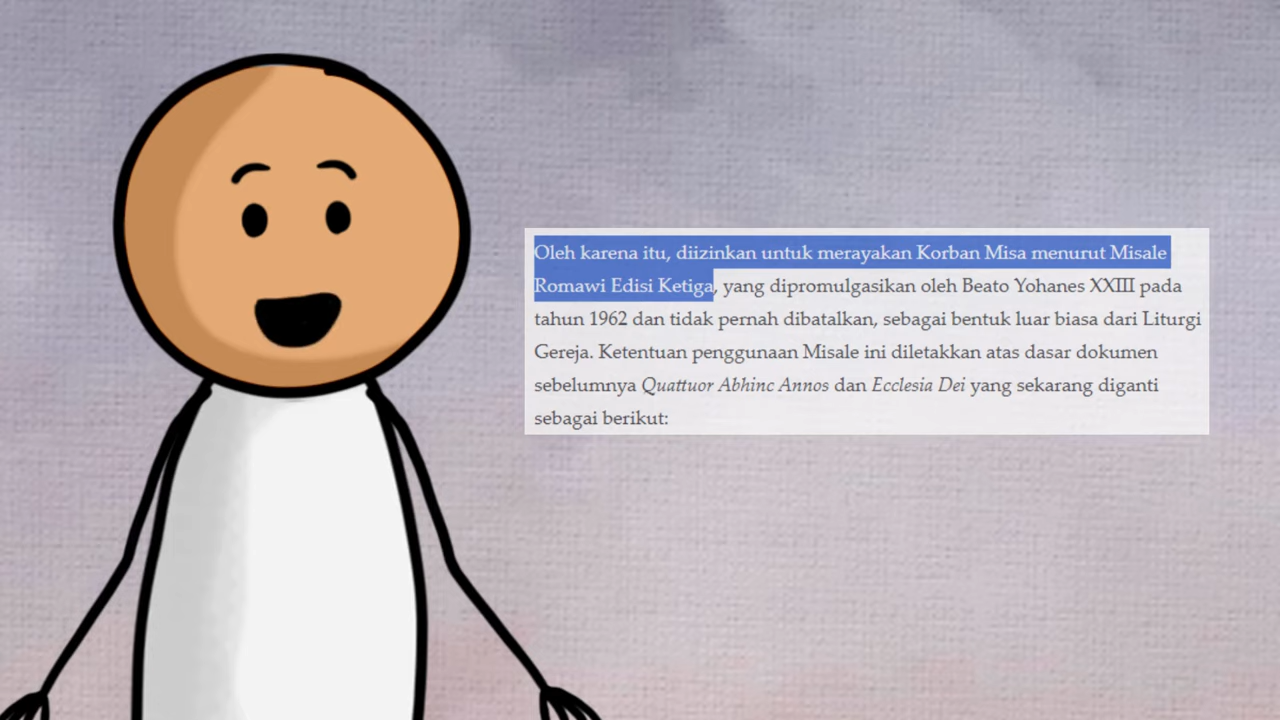 Oleh karena itu, diizinkan untuk merayakan Korban Misa menurut Misale
Romawi Edisi Ketiga, yang dipromulgasikan oleh Beato Yohanes XXIII pada
tahun 1962 dan tidak pernah dibatalkan, sebagai bentuk luar biasa dari Liturgi
Gereja. Ketentuan penggunaan Misale ini diletakkan atas dasar dokumen
sebelumnya Quattuor Abhinc Annos dan Ecclesia Dei yang sekarang diganti
sebagai berikut: